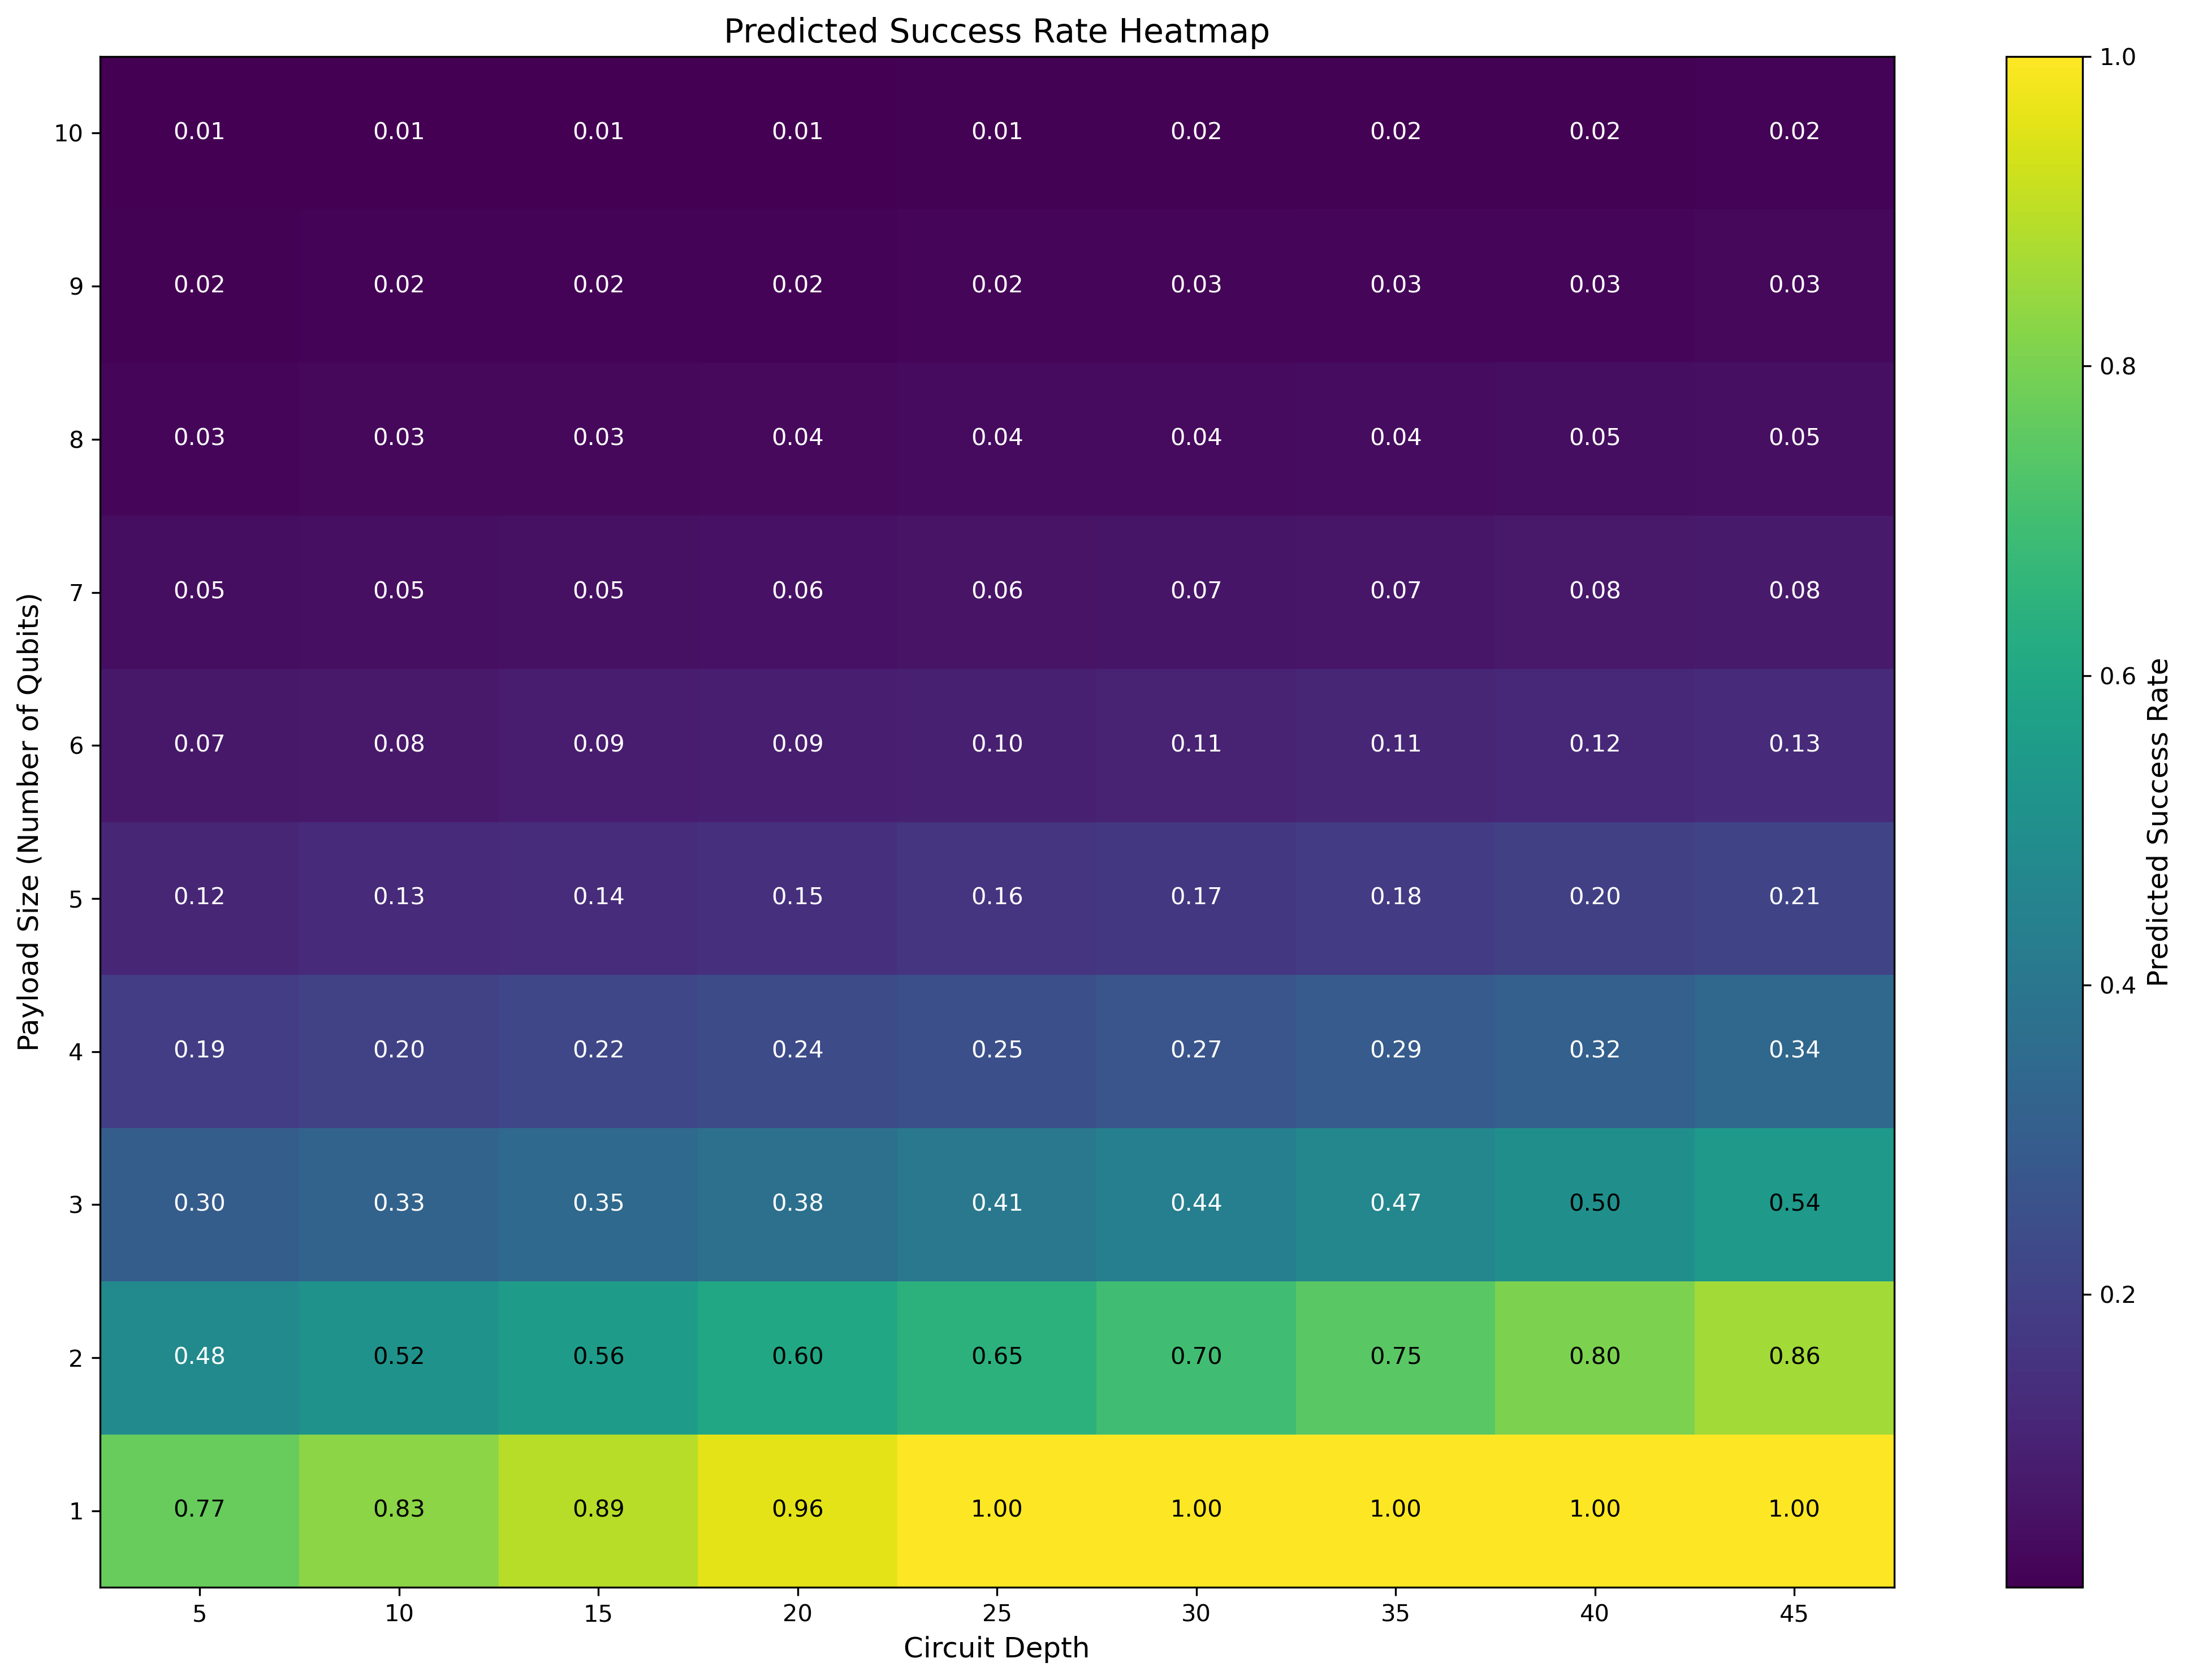 Predicted Success Rate Heatmap
10 0.01 0.01 0.01 0.01 0.01 0.02 0.02 0.02 0.02
9 0.02 0.02 0.02 0.02 0.02 0.03 0.03 0.03 0.03
8 0.03 0.03 0.03 0.04 0.04 0.04 0.04 0.05 0.05
7 0.05 0.05 0.05 0.06 0.06 0.07 0.07 0.08 0.08
6 0.07 0.08 0.09 0.09 0.10 0.11 0.11 0.12 0.13
5 0.12 0.13 0.14 0.15 0.16 0.17 0.18 0.20 0.21
4 0.19 0.20 0.22 0.24 0.25 0.27 0.29 0.32 0.34
3 0.30 0.33 0.35 0.38 0.41 0.44 0.47 0.50 0.54
2 0.48 0.52 0.56 0.60 0.65 0.70 0.75 0.80 0.86
1 0.77 0.83 0.89 0.96 1.00 1.00 1.00 1.00 1.00
5 10 15 20 25 30 35 40 45
Circuit Depth
Payload Size (Number of Qubits)
1.0
0.8
0.6
0.4
0.2
Predicted Success Rate